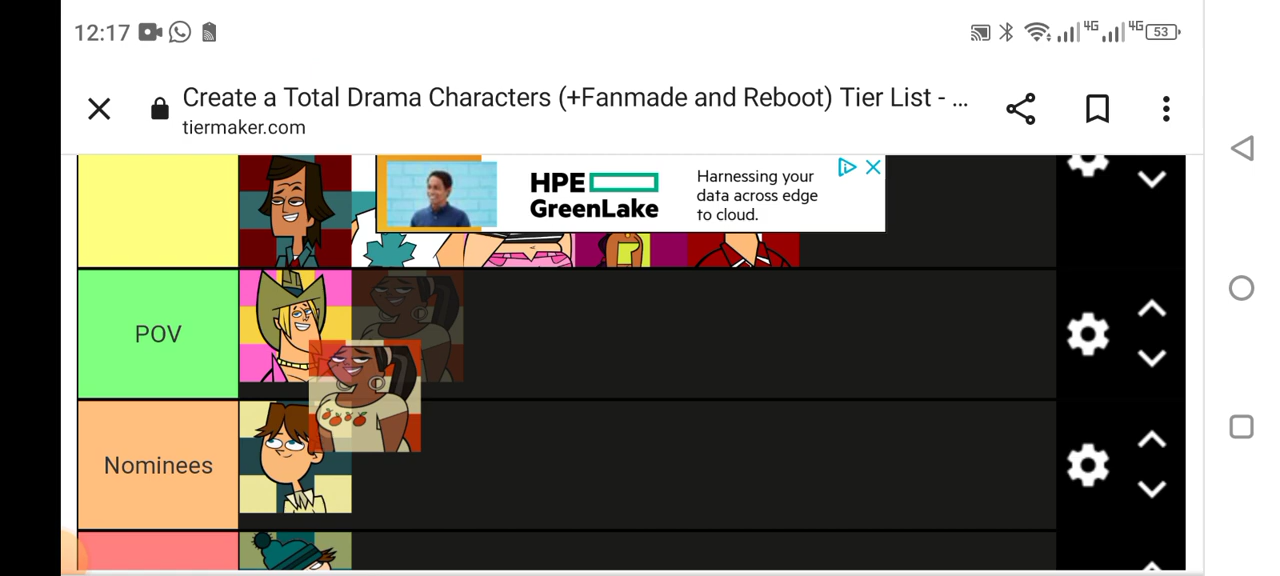 12:17
4G 4G 53
Create a Total Drama Characters (+Fanmade and Reboot) Tier List - ...
tiermaker.com
HPE
GreenLake
Harnessing your
data across edge
to cloud.
POV
Nominees